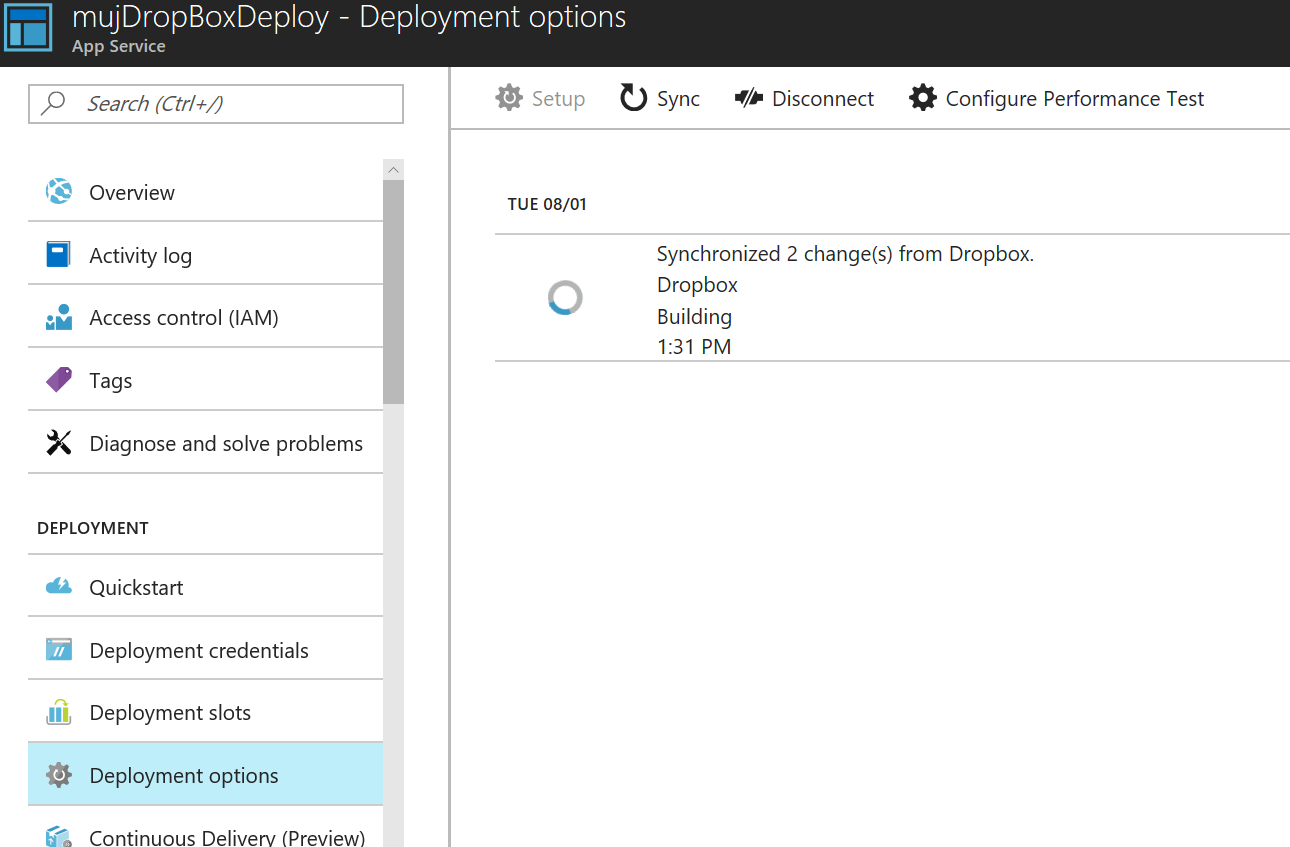 mujDropBoxDeploy - Deployment options
App Service
Search (Ctrl+/)
Overview
Activity log
Access control (IAM)
Tags
Diagnose and solve problems
DEPLOYMENT
Quickstart
Deployment credentials
Deployment slots
Deployment options
Continuous Delivery (Preview)
Setup Sync Disconnect Configure Performance Test
TUE 08/01
Synchronized 2 change(s) from Dropbox.
Dropbox
Building
1:31 PM